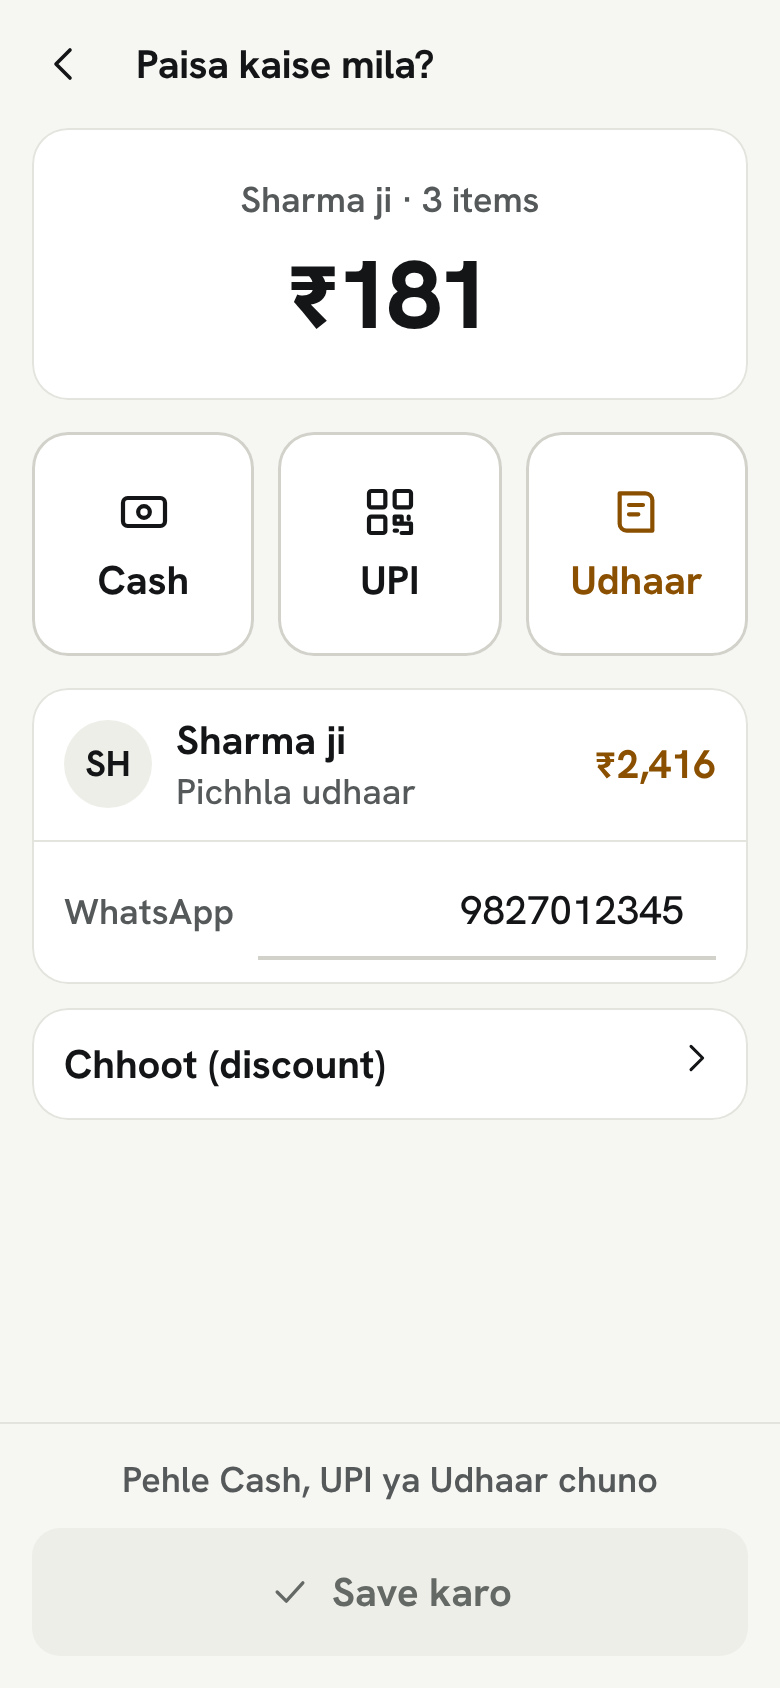 Paisa kaise mila?
Sharma ji · 3 items
₹181
Cash
UPI
Udhaar
SH
Sharma ji
Pichhla udhaar
₹2,416
WhatsApp
9827012345
Chhoot (discount)
Pehle Cash, UPI ya Udhaar chuno
Save karo